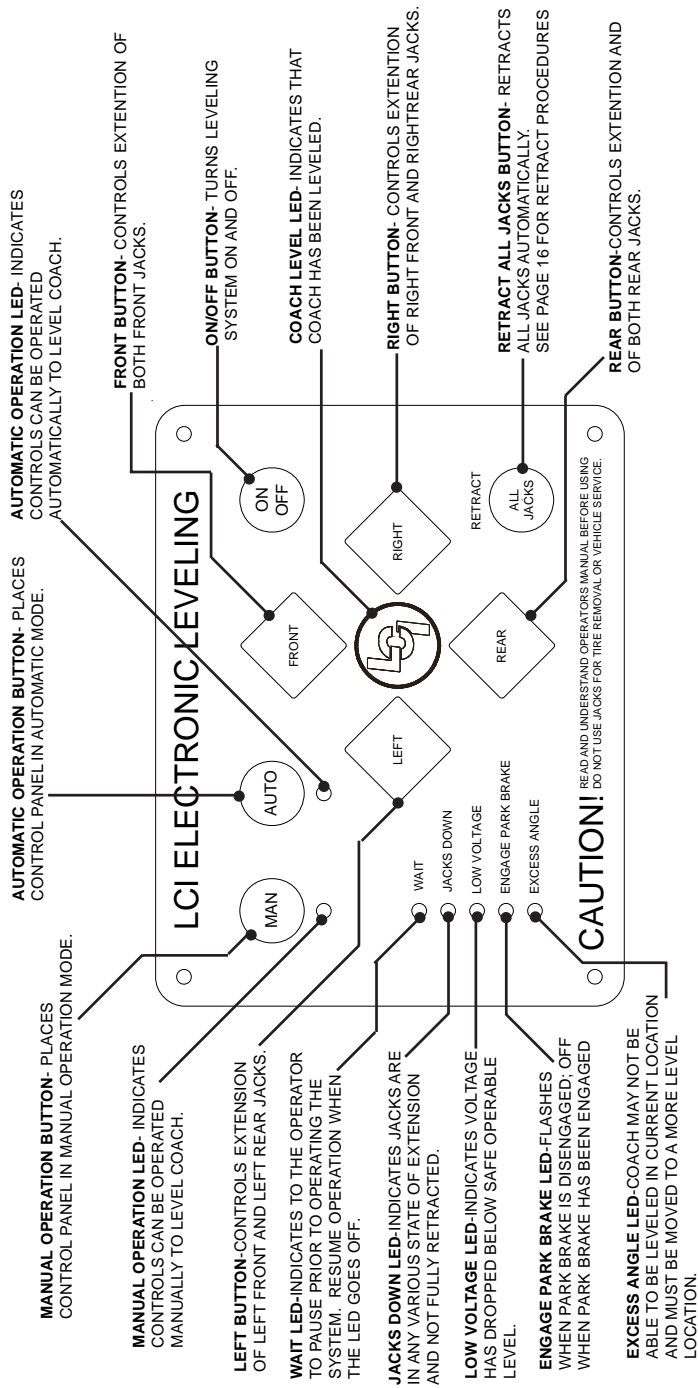 MANUAL OPERATION BUTTON- PLACES
CONTROL PANEL IN MANUAL OPERATION MODE.
AUTOMATIC OPERATION BUTTON- PLACES
CONTROL PANEL IN AUTOMATIC MODE.
AUTOMATIC OPERATION LED- INDICATES
CONTROLS CAN BE OPERATED
AUTOMATICALLY TO LEVEL COACH.
MANUAL OPERATION LED- INDICATES
CONTROLS CAN BE OPERATED
MANUALLY TO LEVEL COACH.
LEFT BUTTON-CONTROLS EXTENSION
OF LEFT FRONT AND LEFT REAR JACKS.
WAIT LED-INDICATES TO THE OPERATOR
TO PAUSE PRIOR TO OPERATING THE
SYSTEM. RESUME OPERATION WHEN
THE LED GOES OFF.
JACKS DOWN LED-INDICATES JACKS ARE
IN ANY VARIOUS STATE OF EXTENSION
AND NOT FULLY RETRACTED.
LOW VOLTAGE LED-INDICATES VOLTAGE
HAS DROPPED BELOW SAFE OPERABLE
LEVEL.
ENGAGE PARK BRAKE LED-FLASHES
WHEN PARK BRAKE IS DISENGAGED; OFF
WHEN PARK BRAKE HAS BEEN ENGAGED
EXCESS ANGLE LED-COACH MAY NOT BE
ABLE TO BE LEVELED IN CURRENT LOCATION
AND MUST BE MOVED TO A MORE LEVEL
LOCATION.
LCI ELECTRONIC LEVELING
MAN
AUTO
ON
OFF
FRONT
LEFT
RIGHT
REAR
RETRACT
ALL
JACKS
WAIT
JACKS DOWN
LOW VOLTAGE
ENGAGE PARK BRAKE
EXCESS ANGLE
CAUTION! READ AND UNDERSTAND OPERATORS MANUAL BEFORE USING
DO NOT USE JACKS FOR TIRE REMOVAL OR VEHICLE SERVICE.
FRONT BUTTON- CONTROLS EXTENTION OF
BOTH FRONT JACKS.
ON/OFF BUTTON- TURNS LEVELING
SYSTEM ON AND OFF.
COACH LEVEL LED- INDICATES THAT
COACH HAS BEEN LEVELED.
RIGHT BUTTON- CONTROLS EXTENTION
OF RIGHT FRONT AND RIGHTREAR JACKS.
RETRACT ALL JACKS BUTTON- RETRACTS
ALL JACKS AUTOMATICALLY.
SEE PAGE 16 FOR RETRACT PROCEDURES
REAR BUTTON-CONTROLS EXTENTION AND
OF BOTH REAR JACKS.